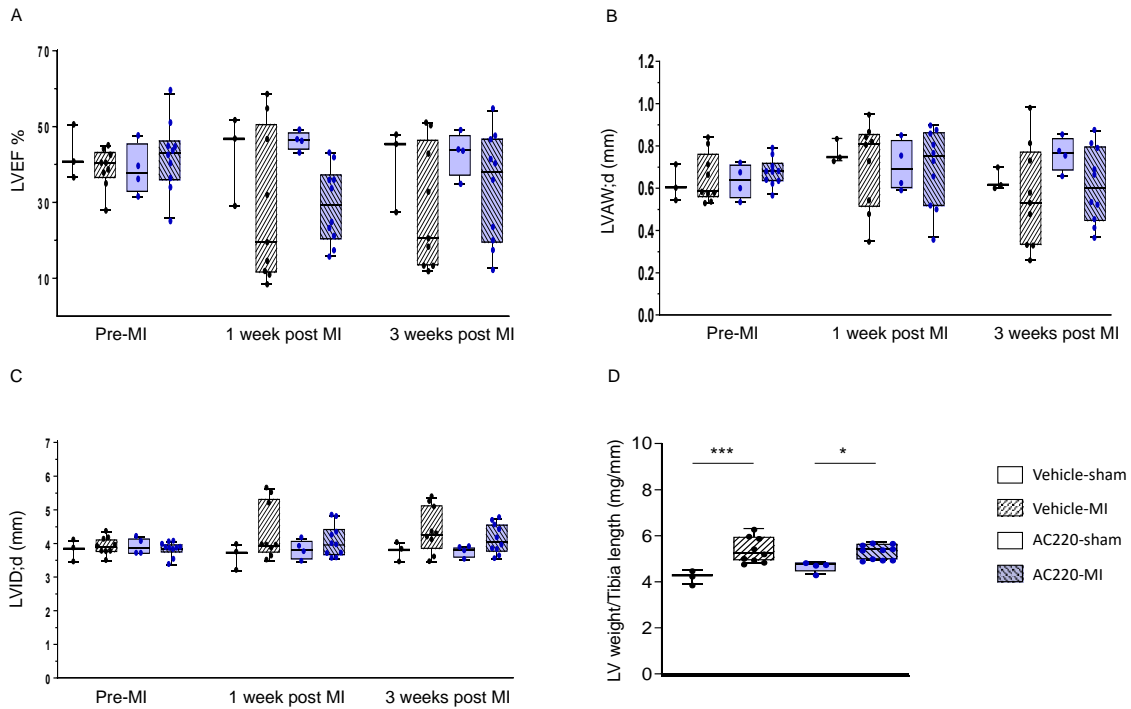 A
LVEF %
70
50
30
10
Pre-MI
1 week post MI
3 weeks post MI
B
LVAW;d (mm)
1.2
1.0
0.8
0.6
0.4
0.2
0.0
Pre-MI
1 week post MI
3 weeks post MI
C
LVID;d (mm)
7
6
5
4
3
2
1
0
Pre-MI
1 week post MI
3 weeks post MI
D
LV weight/Tibia length (mg/mm)
10
8
6
4
2
0
***
*
Vehicle-sham
Vehicle-MI
AC220-sham
AC220-MI